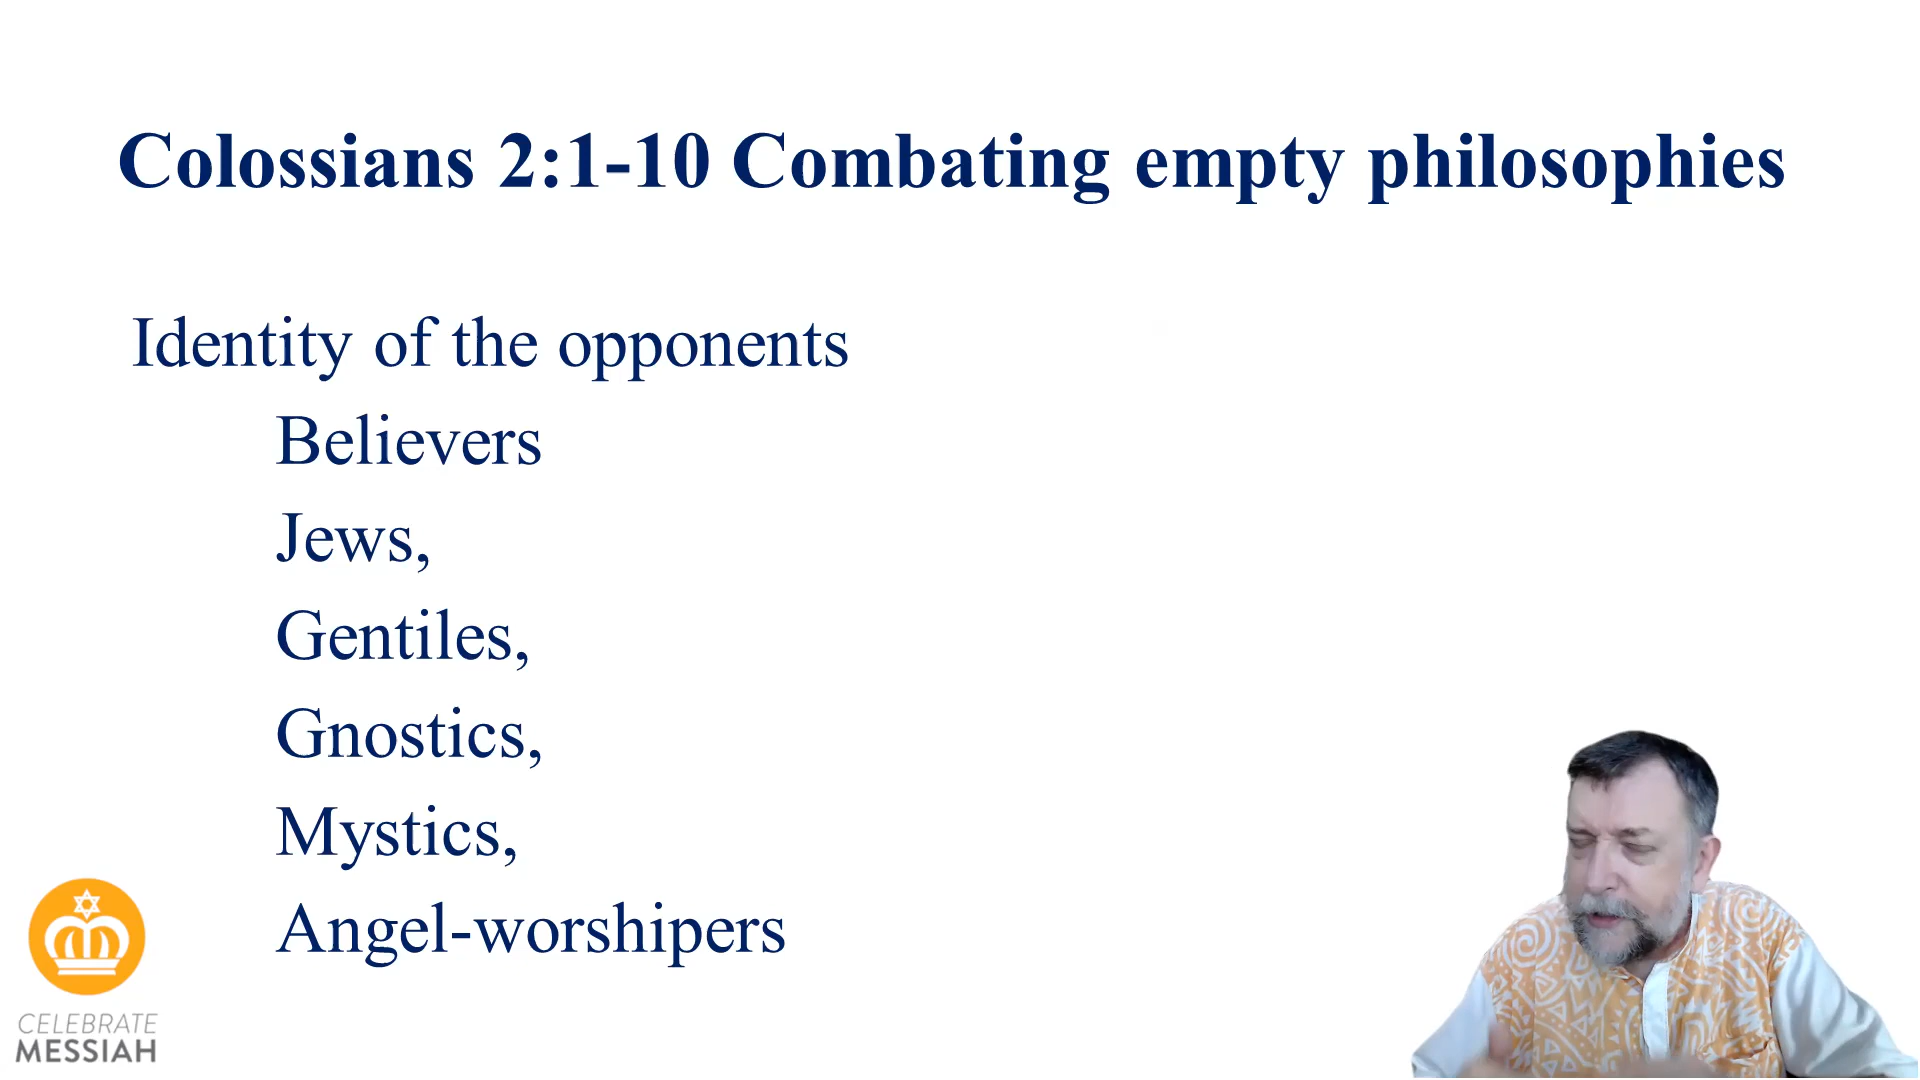 Colossians 2:1-10 Combating empty philosophies
Identity of the opponents
Believers
Jews,
Gentiles,
Gnostics,
Mystics,
Angel-worshipers
CELEBRATE
MESSIAH